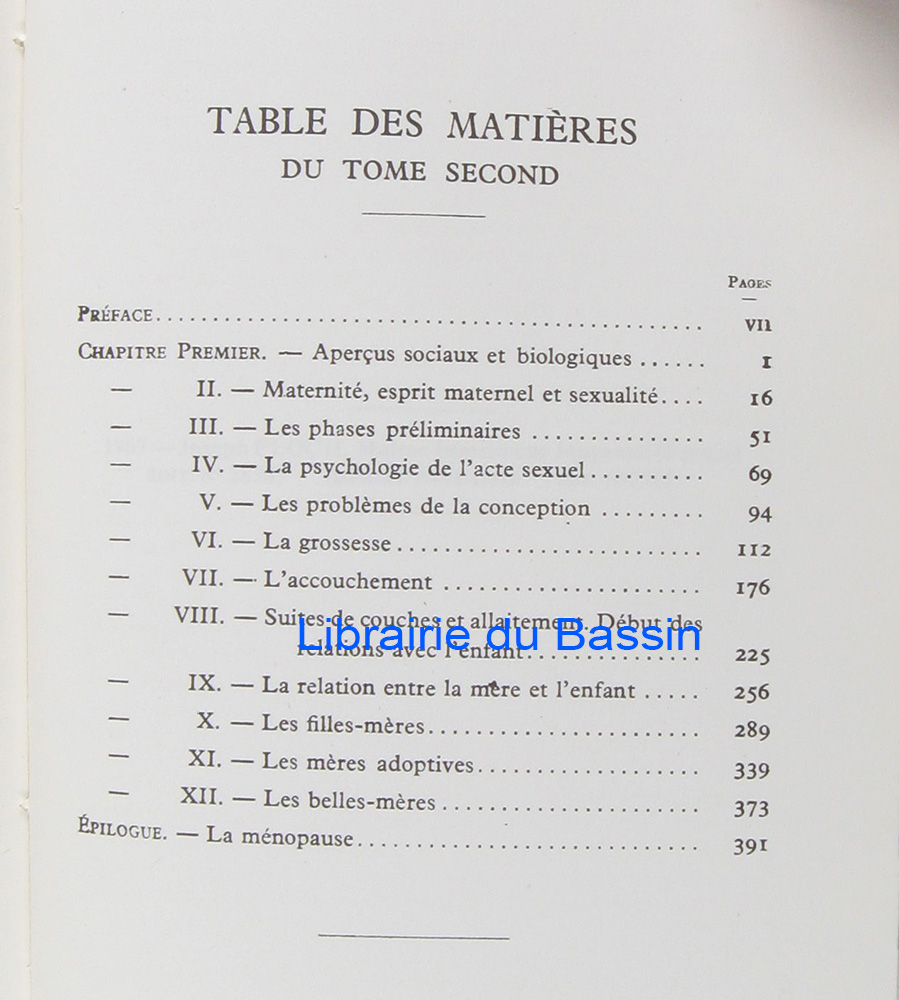 TABLE DES MATIÈRES
DU TOME SECOND
PAGES
PRÉFACE.............................................. VII
CHAPITRE PREMIER. — Aperçus sociaux et biologiques ...... 1
— II. — Maternité, esprit maternel et sexualité.... 16
— III. — Les phases préliminaires ............... 51
— IV. — La psychologie de l'acte sexuel.......... 69
— V. — Les problèmes de la conception ......... 94
— VI. — La grossesse.......................... 112
— VII. — L'accouchement ...................... 176
— VIII. — Suites de couches et allaitement. Début des
Librairie du Bassin
relations avec l'enfant............... 225
— IX. — La relation entre la mère et l'enfant ..... 256
— X. — Les filles-mères....................... 289
— XI. — Les mères adoptives................... 339
— XII. — Les belles-mères ...................... 373
ÉPILOGUE. — La ménopause............................. 391